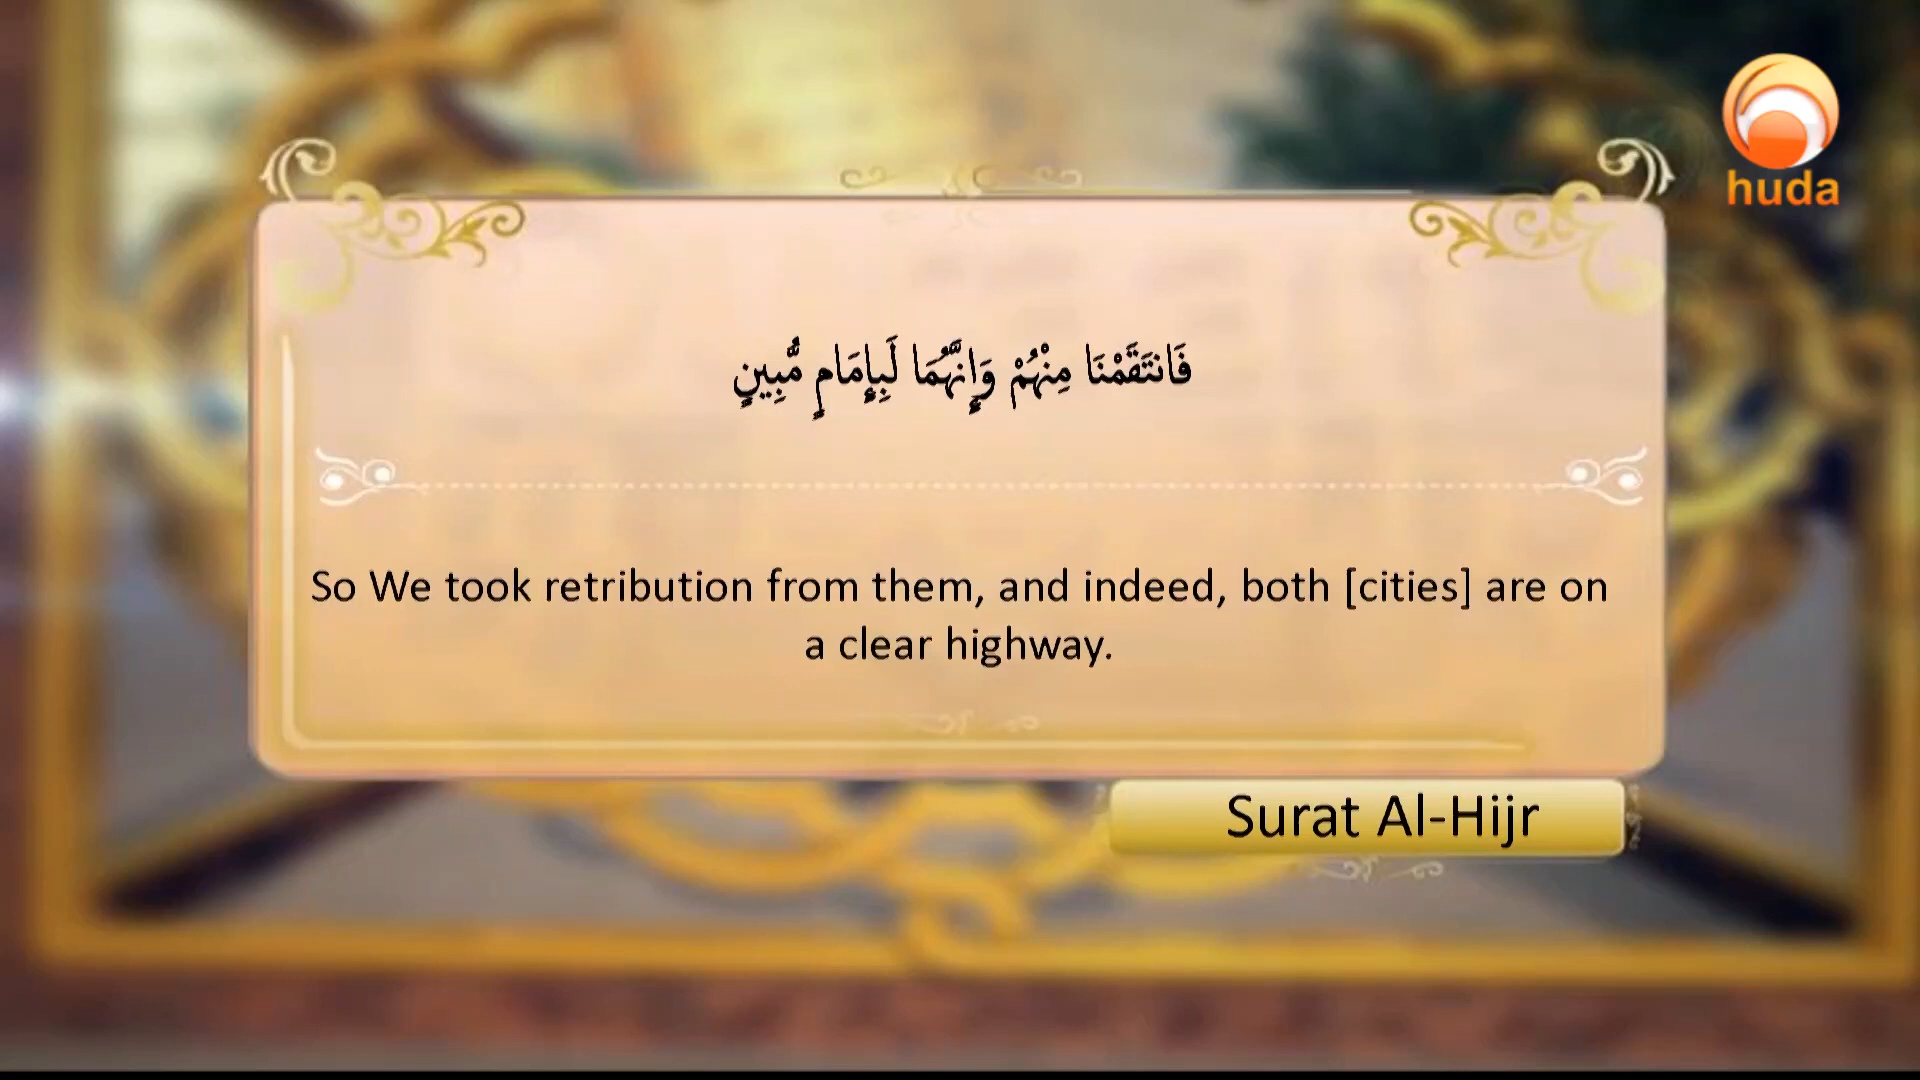 huda
فَانتَقَمْنَا مِنْهُمْ وَإِنَّهُمَا لَبِإِمَامٍ مُّبِينٍ
So We took retribution from them, and indeed, both [cities] are on
a clear highway.
Surat Al-Hijr